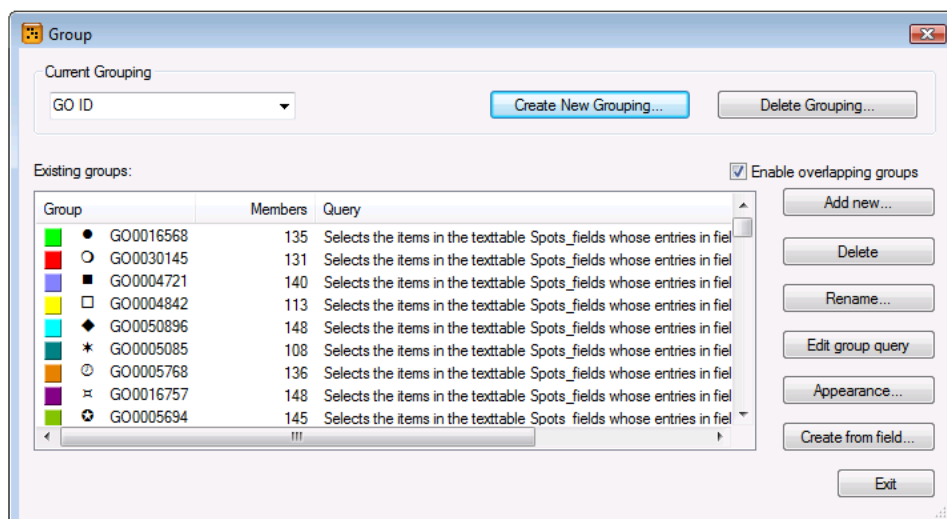 Group
Current Grouping
GO ID
Create New Grouping...
Delete Grouping...
Existing groups:
Enable overlapping groups
Group Members Query
GO0016568 135 Selects the items in the texttable Spots_fields whose entries in fiel
GO0030145 131 Selects the items in the texttable Spots_fields whose entries in fiel
GO0004721 140 Selects the items in the texttable Spots_fields whose entries in fiel
GO0004842 113 Selects the items in the texttable Spots_fields whose entries in fiel
GO0050896 148 Selects the items in the texttable Spots_fields whose entries in fiel
GO0005085 108 Selects the items in the texttable Spots_fields whose entries in fiel
GO0005768 136 Selects the items in the texttable Spots_fields whose entries in fiel
GO0016757 148 Selects the items in the texttable Spots_fields whose entries in fiel
GO0005694 145 Selects the items in the texttable Spots_fields whose entries in fiel
Add new...
Delete
Rename...
Edit group query
Appearance...
Create from field...
Exit